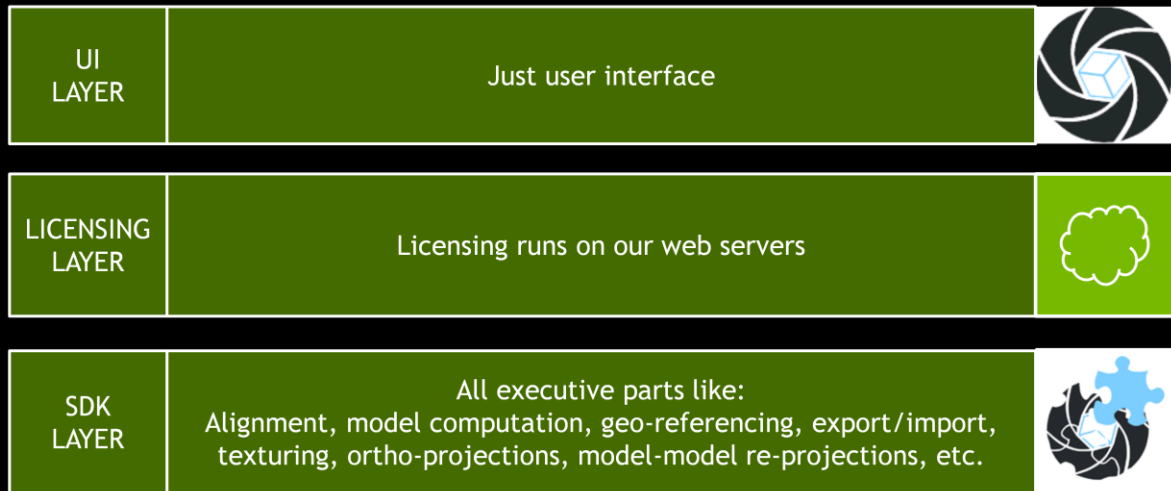 UI
LAYER
Just user interface
LICENSING
LAYER
Licensing runs on our web servers
SDK
LAYER
All executive parts like:
Alignment, model computation, geo-referencing, export/import,
texturing, ortho-projections, model-model re-projections, etc.